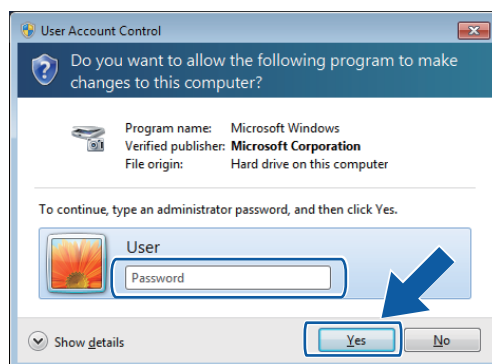 User Account Control
Do you want to allow the following program to make
changes to this computer?
Program name: Microsoft Windows
Verified publisher: Microsoft Corporation
File origin: Hard drive on this computer
To continue, type an administrator password, and then click Yes.
User
Password
Show details
Yes No